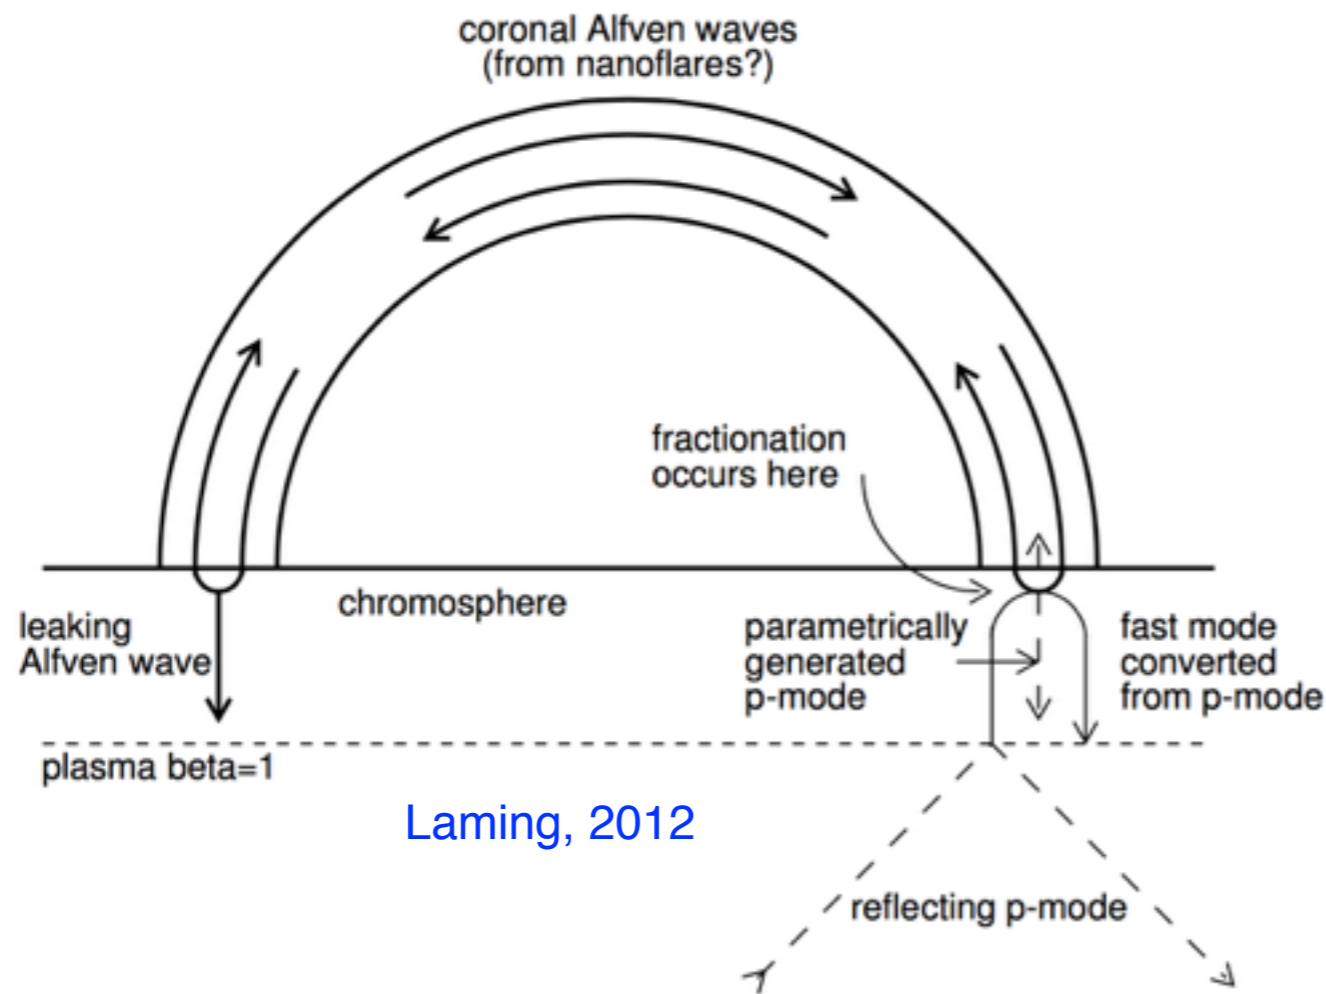 coronal Alfven waves
(from nanoflares?)
fractionation
occurs here
chromosphere
leaking
Alfven wave
parametrically
generated
p-mode
fast mode
converted
from p-mode
plasma beta=1
Laming, 2012
reflecting p-mode